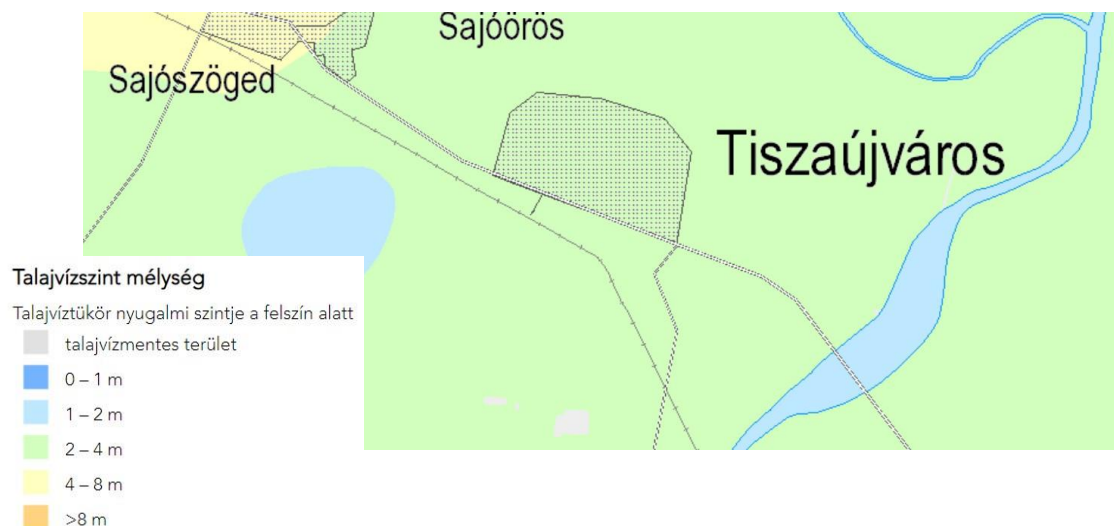 Sajóörös
Sajószöged
Tiszaújváros
Talajvízszint mélység
Talajvíztükör nyugalmi szintje a felszín alatt
talajvízmentes terület
0 – 1 m
1 – 2 m
2 – 4 m
4 – 8 m
>8 m